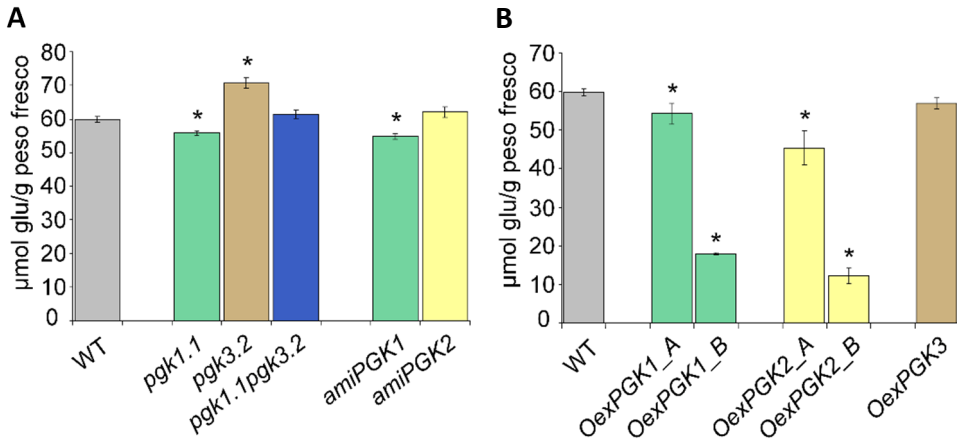 A
µmol glu/g peso fresco
80
70
60
50
40
30
20
10
0
*
*
*
WT
pgk1.1
pgk3.2
pgk1.1pgk3.2
amiPGK1
amiPGK2
B
µmol glu/g peso fresco
70
60
50
40
30
20
10
0
*
*
*
*
WT
OexPGK1_A
OexPGK1_B
OexPGK2_A
OexPGK2_B
OexPGK3